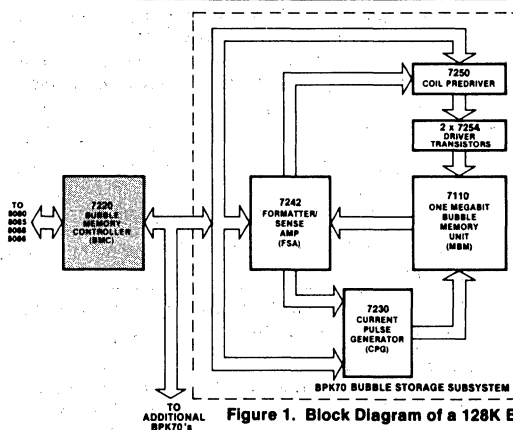 7250
COIL PREDRIVER
2 x 7254
DRIVER
TRANSISTORS
TO
8080
8085
8088
8086
7220
BUBBLE
MEMORY
CONTROLLER
(BMC)
7242
FORMATTER/
SENSE
AMP
(FSA)
7110
ONE MEGABIT
BUBBLE
MEMORY
UNIT
(MBM)
7230
CURRENT
PULSE
GENERATOR
(CPG)
BPK70 BUBBLE STORAGE SUBSYSTEM
TO
ADDITIONAL
BPK70's
Figure 1. Block Diagram of a 128K B